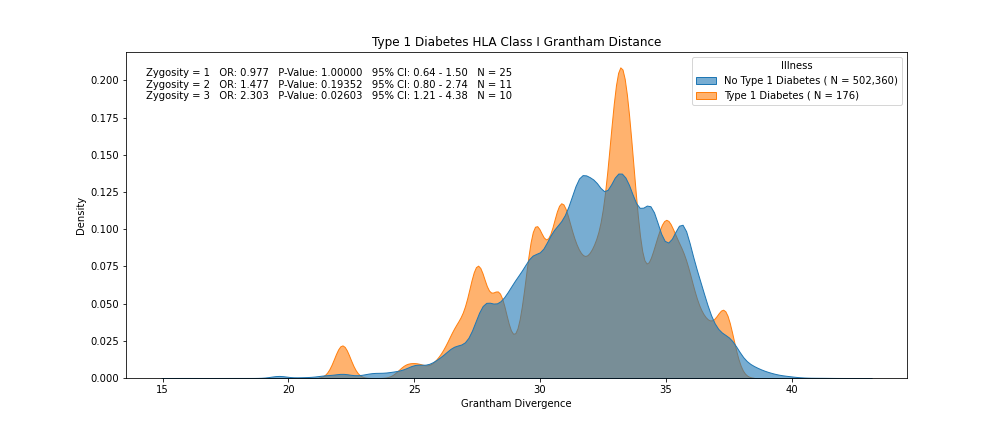 Type 1 Diabetes HLA Class I Grantham Distance
Zygosity = 1 OR: 0.977 P-Value: 1.00000 95% CI: 0.64 - 1.50 N = 25
Zygosity = 2 OR: 1.477 P-Value: 0.19352 95% CI: 0.80 - 2.74 N = 11
Zygosity = 3 OR: 2.303 P-Value: 0.02603 95% CI: 1.21 - 4.38 N = 10
Illness
No Type 1 Diabetes ( N = 502,360)
Type 1 Diabetes ( N = 176)
Density
0.200
0.175
0.150
0.125
0.100
0.075
0.050
0.025
0.000
15 20 25 30 35 40
Grantham Divergence